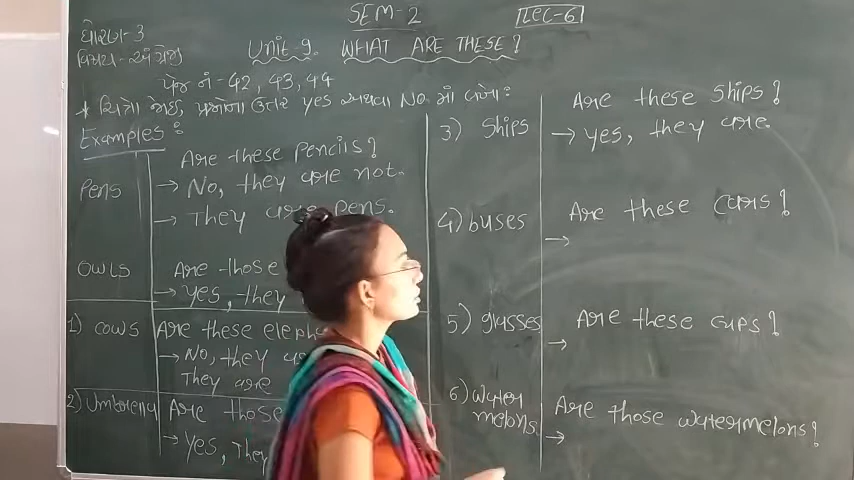 SEM-2
LEC-6
ધોરણ-3
વિષય-અંગ્રેજી
Unit-9. WHAT ARE THESE?
પેજ નં-42, 43, 44
* ચિત્રો જોઇ, પ્રશ્નોના ઉત્તર yes અથવા No માં આપો:
Examples:
Pens
Are these Pencils?
→ No, they are not.
→ They are pens.
Owls
Are those
→ yes, they
1) cows
Are these eleph
→ No, they
They are
2) Umbrella
Are those
→ yes, They
3) Ships
Are these ships?
→ yes, they are.
4) buses
Are these cars?
→
5) glasses
Are these cups?
→
6) water
melons.
Are those watermelons?
→